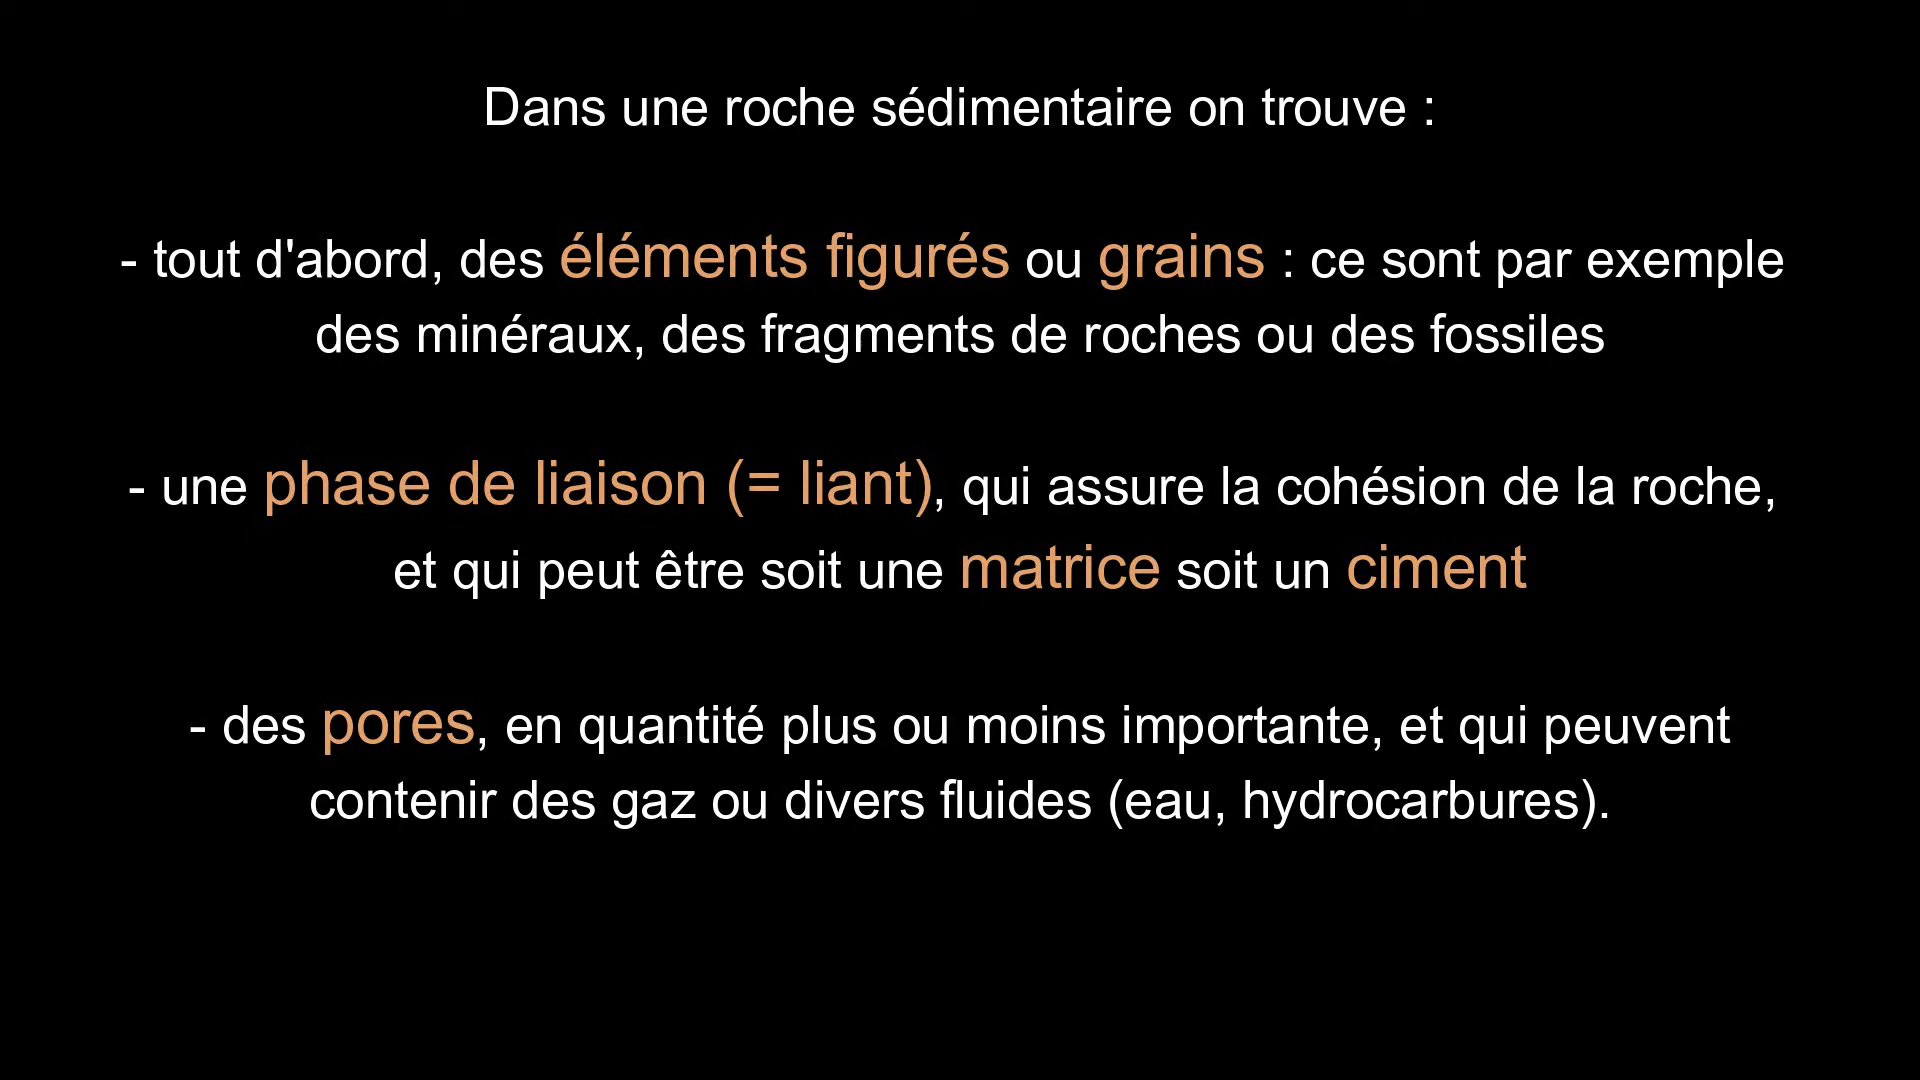 Dans une roche sédimentaire on trouve :
- tout d'abord, des éléments figurés ou grains : ce sont par exemple
des minéraux, des fragments de roches ou des fossiles
- une phase de liaison (= liant), qui assure la cohésion de la roche,
et qui peut être soit une matrice soit un ciment
- des pores, en quantité plus ou moins importante, et qui peuvent
contenir des gaz ou divers fluides (eau, hydrocarbures).